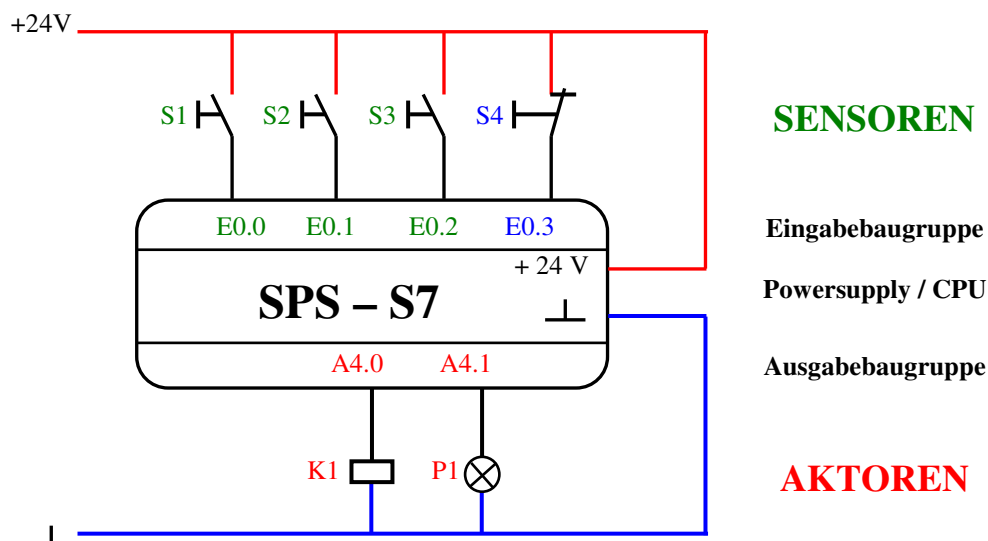 +24V
S1 S2 S3 S4 SENSOREN
E0.0 E0.1 E0.2 E0.3 Eingabebaugruppe
+ 24 V
SPS – S7 Powersupply / CPU
A4.0 A4.1 Ausgabebaugruppe
K1 P1 AKTOREN